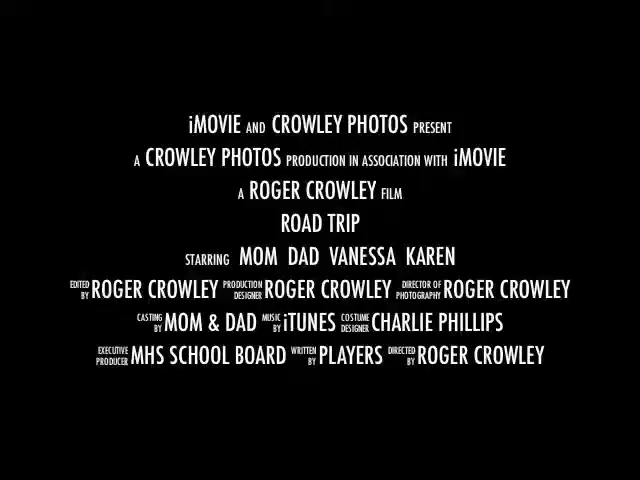 iMOVIE AND CROWLEY PHOTOS PRESENT
A CROWLEY PHOTOS PRODUCTION IN ASSOCIATION WITH iMOVIE
A ROGER CROWLEY FILM
ROAD TRIP
STARRING MOM DAD VANESSA KAREN
EDITED BY ROGER CROWLEY PRODUCTION DESIGNER ROGER CROWLEY DIRECTOR OF PHOTOGRAPHY ROGER CROWLEY
CASTING BY MOM & DAD MUSIC BY iTUNES COSTUME DESIGNER CHARLIE PHILLIPS
EXECUTIVE PRODUCER MHS SCHOOL BOARD WRITTEN BY PLAYERS DIRECTED BY ROGER CROWLEY